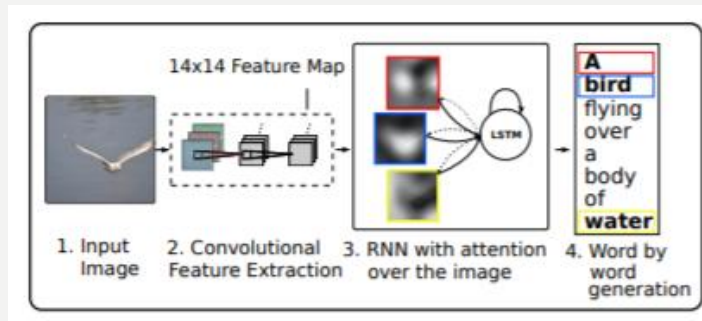 14x14 Feature Map
LSTM
A
bird
flying
over
a
body
of
water
1. Input
Image
2. Convolutional
Feature Extraction
3. RNN with attention
over the image
4. Word by
word
generation